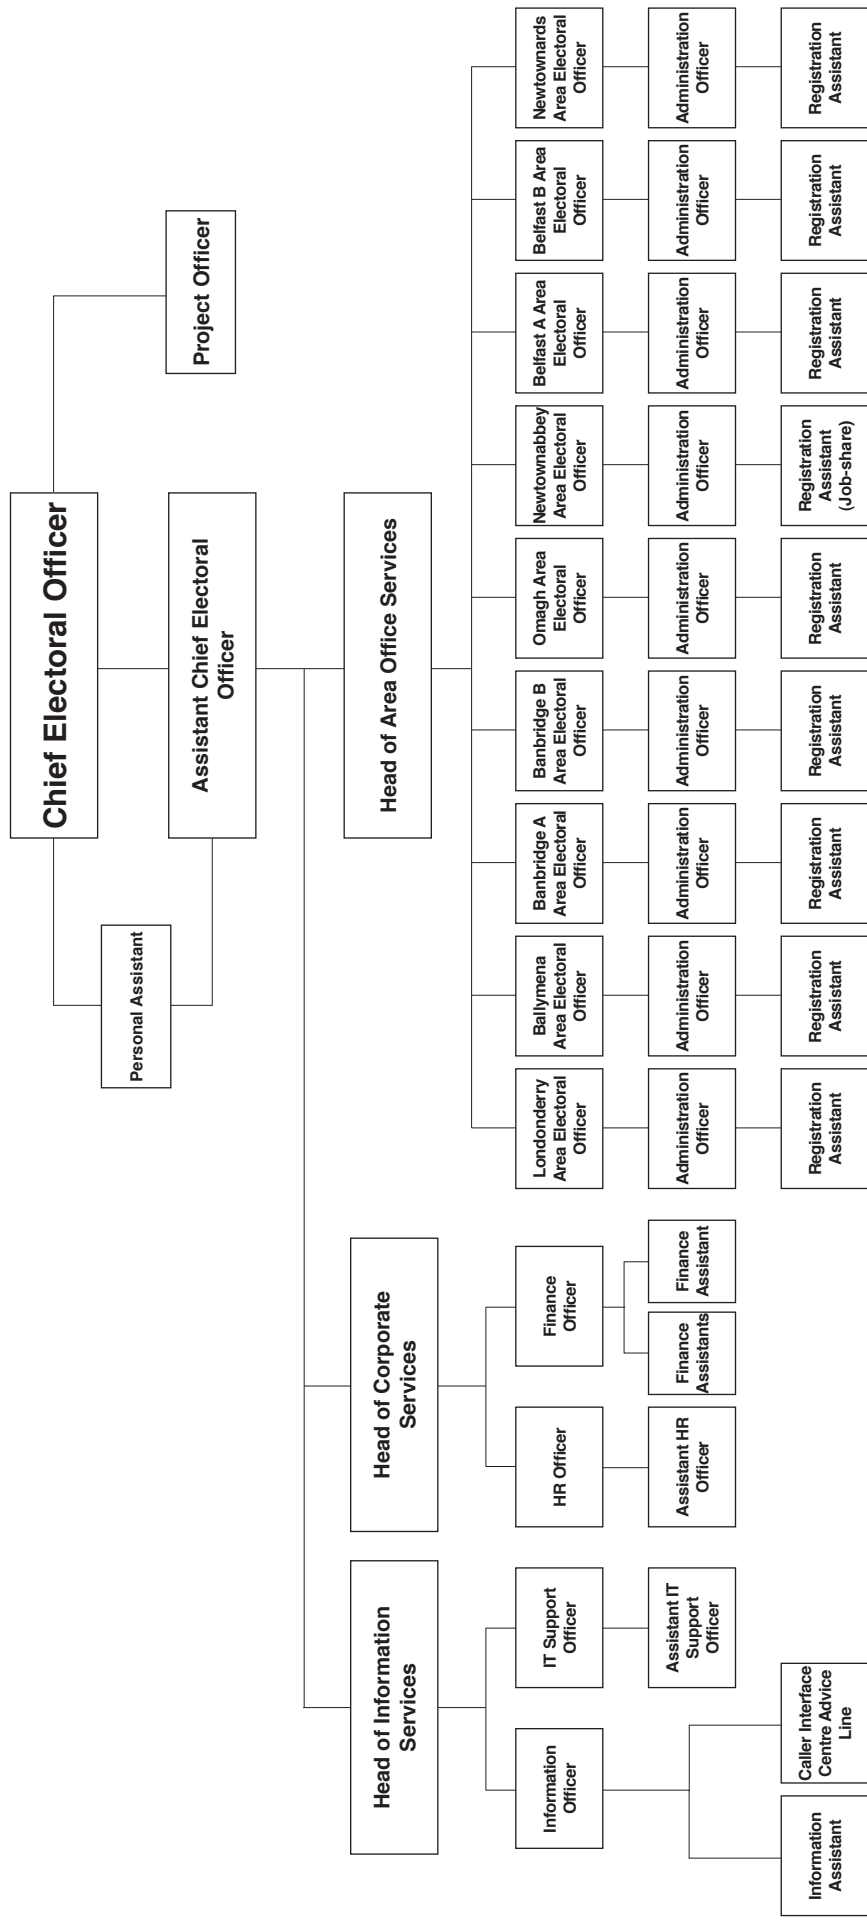 Chief Electoral Officer
Project Officer
Personal Assistant
Assistant Chief Electoral
Officer
Head of Information
Services
Head of Corporate
Services
Head of Area Office Services
Information
Officer
IT Support
Officer
HR Officer
Finance
Officer
Londonderry
Area Electoral
Officer
Ballymena
Area Electoral
Officer
Banbridge A
Area Electoral
Officer
Banbridge B
Area Electoral
Officer
Omagh Area
Electoral
Officer
Newtownabbey
Area Electoral
Officer
Belfast A Area
Electoral
Officer
Belfast B Area
Electoral
Officer
Newtownards
Area Electoral
Officer
Assistant IT
Support
Officer
Assistant HR
Officer
Finance
Assistants
Finance
Assistant
Administration
Officer
Administration
Officer
Administration
Officer
Administration
Officer
Administration
Officer
Administration
Officer
Administration
Officer
Administration
Officer
Administration
Officer
Information
Assistant
Caller Interface
Centre Advice
Line
Registration
Assistant
Registration
Assistant
Registration
Assistant
Registration
Assistant
Registration
Assistant
Registration
Assistant
(Job-share)
Registration
Assistant
Registration
Assistant
Registration
Assistant